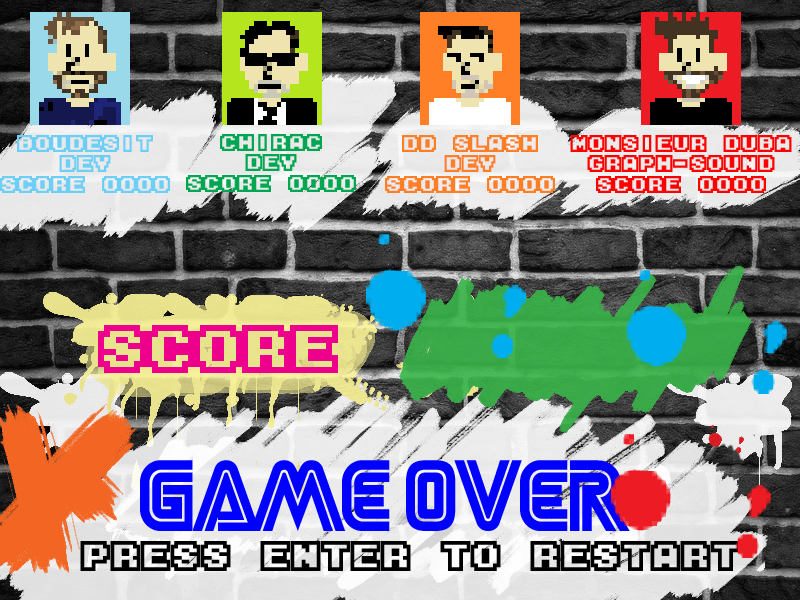 BOUDESIT
DEV
SCORE 0000
CHIRAC
DEV
SCORE 0000
DD SLASH
DEV
SCORE 0000
MONSIEUR DUBA
GRAPH-SOUND
SCORE 0000
SCORE
GAME OVER
PRESS ENTER TO RESTART